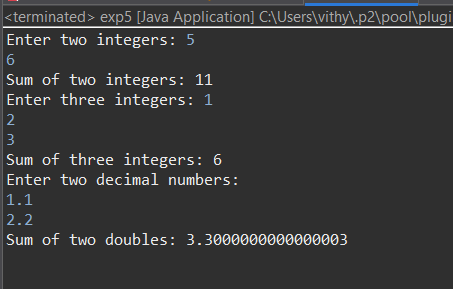 <terminated> exp5 [Java Application] C:\Users\vithy\.p2\pool\plugi
Enter two integers: 5
6
Sum of two integers: 11
Enter three integers: 1
2
3
Sum of three integers: 6
Enter two decimal numbers:
1.1
2.2
Sum of two doubles: 3.3000000000000003